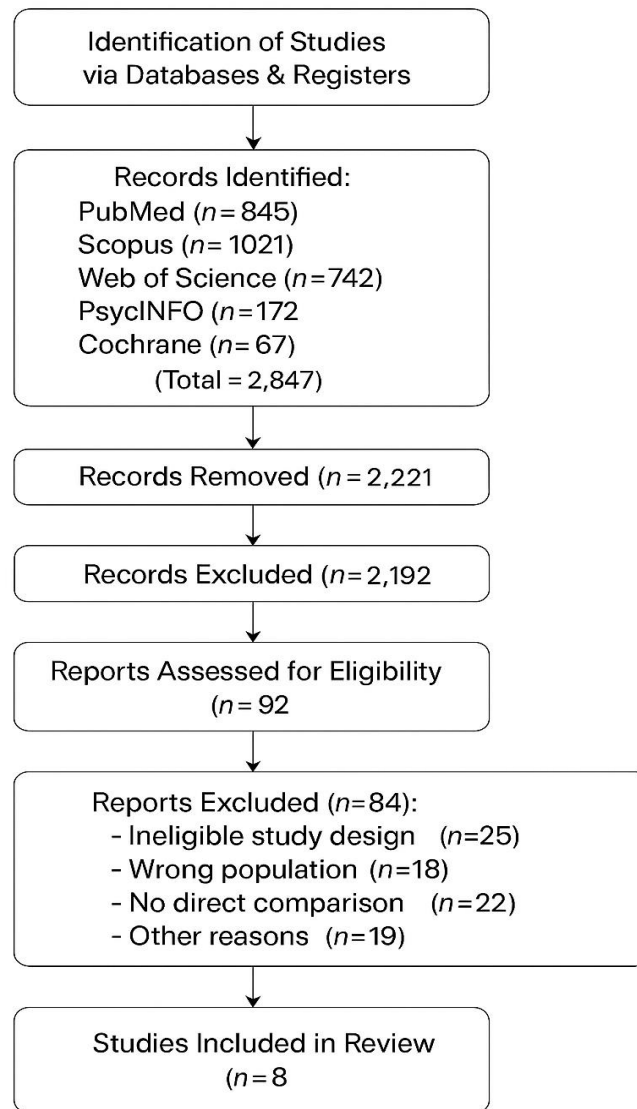 Identification of Studies
via Databases & Registers
Records Identified:
PubMed (n = 845)
Scopus (n = 1021)
Web of Science (n = 742)
PsycINFO (n = 172
Cochrane (n = 67)
(Total = 2,847)
Records Removed (n = 2,221
Records Excluded (n = 2,192
Reports Assessed for Eligibility
(n = 92
Reports Excluded (n=84):
- Ineligible study design (n=25)
- Wrong population (n=18)
- No direct comparison (n=22)
- Other reasons (n=19)
Studies Included in Review
(n = 8